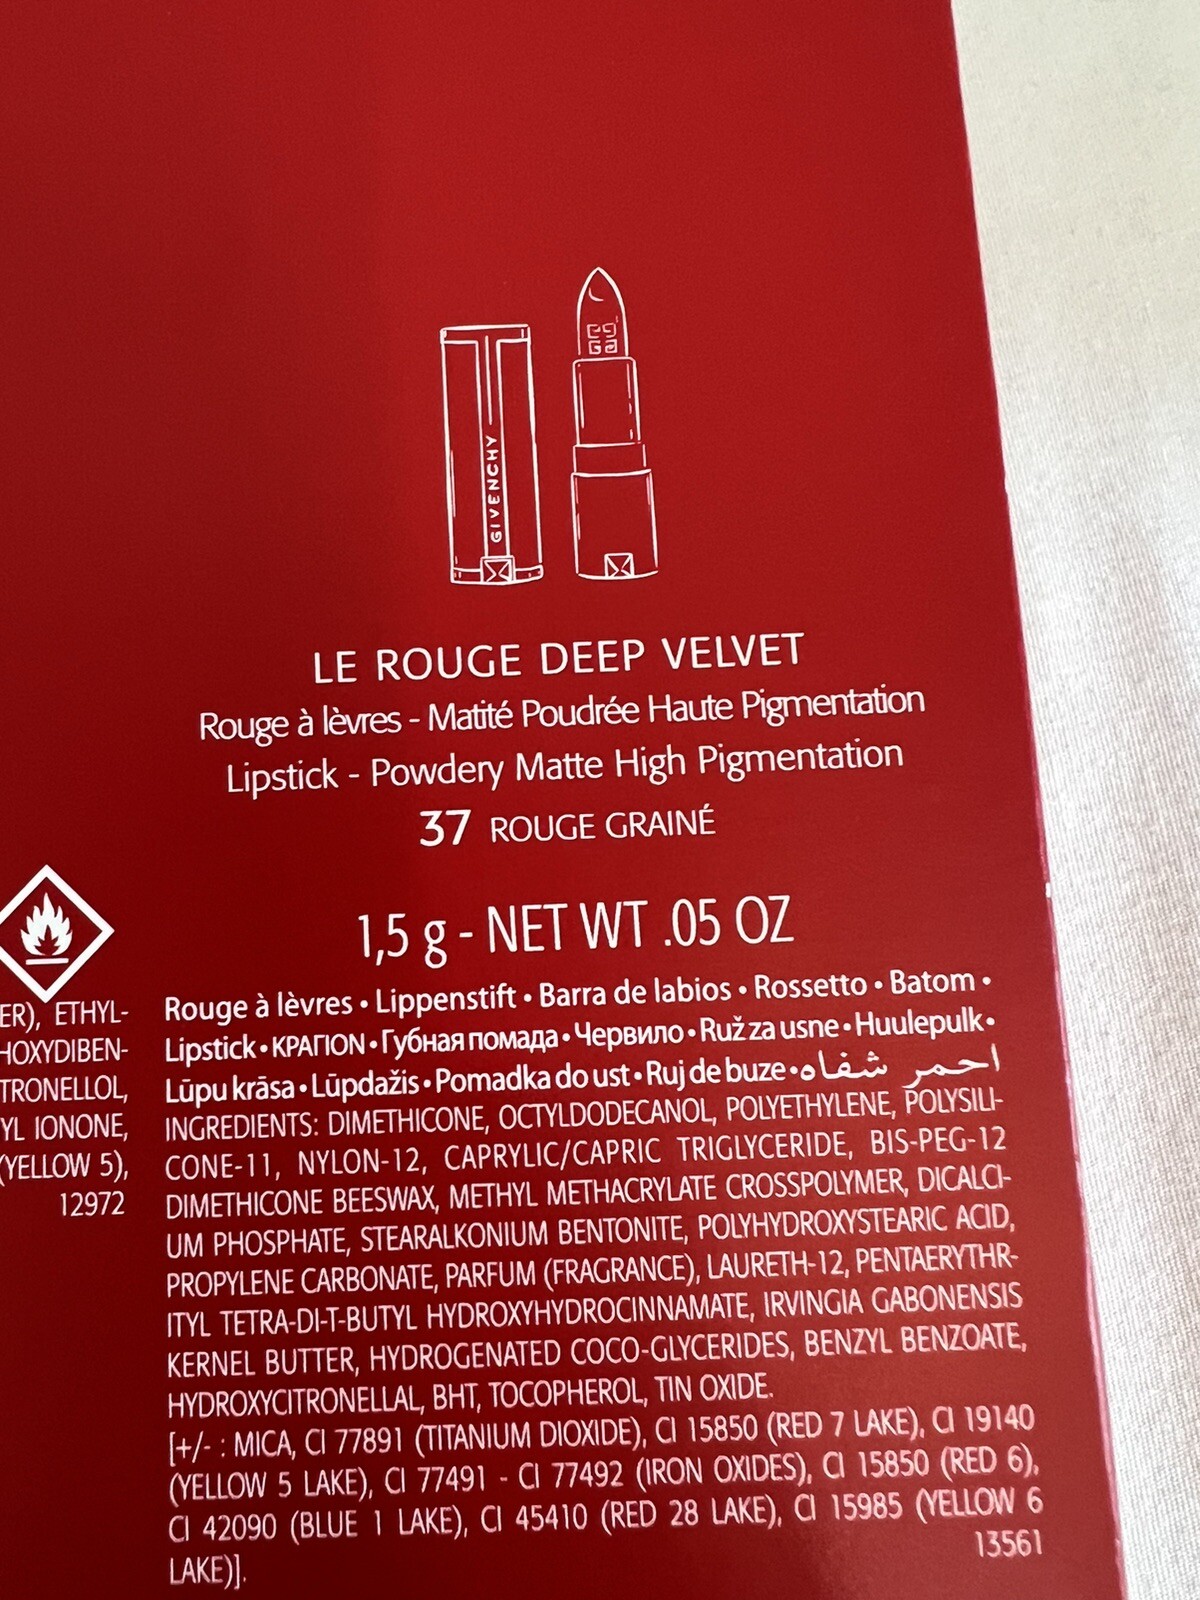 GIVENCHY
LE ROUGE DEEP VELVET
Rouge à lèvres - Matité Poudrée Haute Pigmentation
Lipstick - Powdery Matte High Pigmentation
37 ROUGE GRAINÉ
1,5 g - NET WT .05 OZ
ER), ETHYL-
HOXYDIBEN-
TRONELLOL,
YL IONONE,
(YELLOW 5),
12972
Rouge à lèvres • Lippenstift • Barra de labios • Rossetto • Batom •
Lipstick • ΚΡΑΓΙΟΝ • Губная помада • Червило • Ruž za usne • Huulepulk •
Lūpu krāsa • Lūpdažis • Pomadka do ust • Ruj de buze • احمر شفاه
INGREDIENTS: DIMETHICONE, OCTYLDODECANOL, POLYETHYLENE, POLYSILI-
CONE-11, NYLON-12, CAPRYLIC/CAPRIC TRIGLYCERIDE, BIS-PEG-12
DIMETHICONE BEESWAX, METHYL METHACRYLATE CROSSPOLYMER, DICALCI-
UM PHOSPHATE, STEARALKONIUM BENTONITE, POLYHYDROXYSTEARIC ACID,
PROPYLENE CARBONATE, PARFUM (FRAGRANCE), LAURETH-12, PENTAERYTHR-
ITYL TETRA-DI-T-BUTYL HYDROXYHYDROCINNAMATE, IRVINGIA GABONENSIS
KERNEL BUTTER, HYDROGENATED COCO-GLYCERIDES, BENZYL BENZOATE,
HYDROXYCITRONELLAL, BHT, TOCOPHEROL, TIN OXIDE.
[+/- : MICA, CI 77891 (TITANIUM DIOXIDE), CI 15850 (RED 7 LAKE), CI 19140
(YELLOW 5 LAKE), CI 77491 - CI 77492 (IRON OXIDES), CI 15850 (RED 6),
CI 42090 (BLUE 1 LAKE), CI 45410 (RED 28 LAKE), CI 15985 (YELLOW 6
LAKE)].
13561